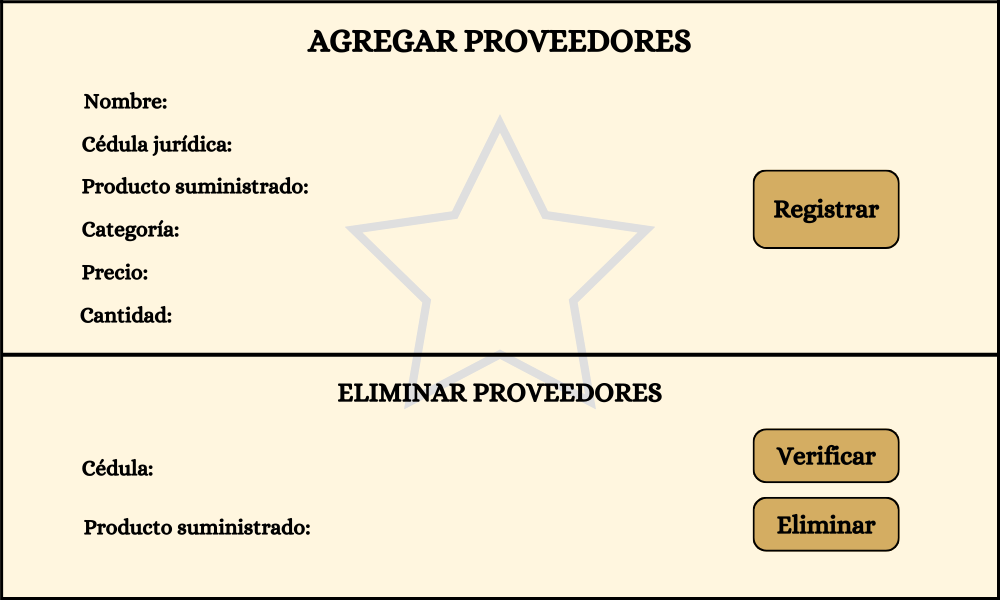 AGREGAR PROVEEDORES
Nombre:
Cédula jurídica:
Producto suministrado:
Categoría:
Precio:
Cantidad:
Registrar
ELIMINAR PROVEEDORES
Cédula:
Verificar
Producto suministrado:
Eliminar